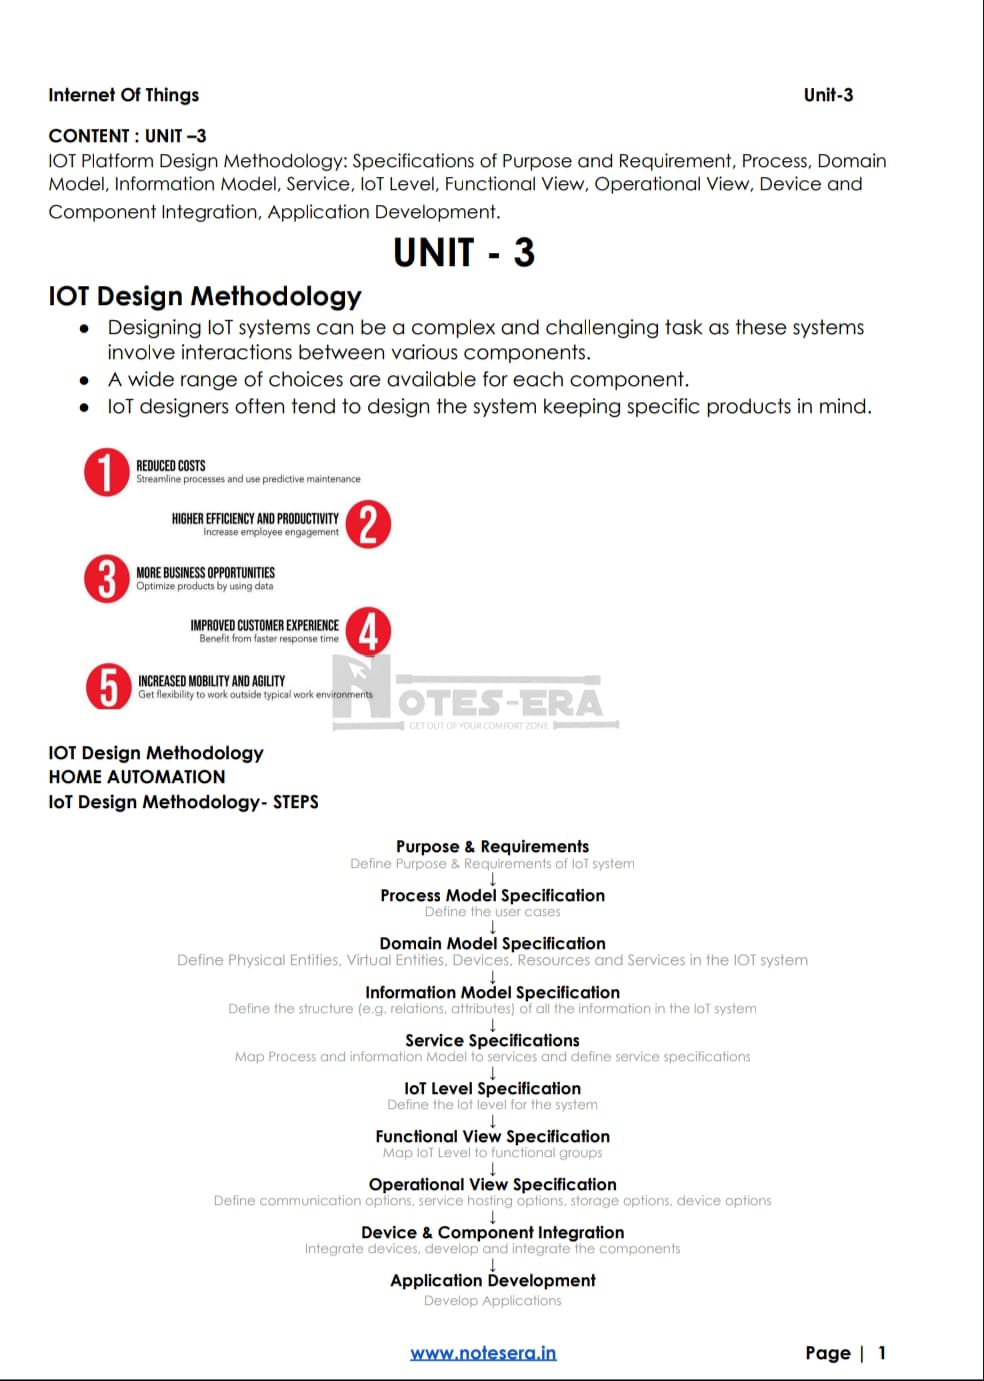 Internet Of Things Unit-3
CONTENT : UNIT –3
IOT Platform Design Methodology: Specifications of Purpose and Requirement, Process, Domain
Model, Information Model, Service, IoT Level, Functional View, Operational View, Device and
Component Integration, Application Development.
UNIT - 3
IOT Design Methodology
● Designing IoT systems can be a complex and challenging task as these systems
involve interactions between various components.
● A wide range of choices are available for each component.
● IoT designers often tend to design the system keeping specific products in mind.
1 REDUCED COSTS
Streamline processes and use predictive maintenance
HIGHER EFFICIENCY AND PRODUCTIVITY 2
Increase employee engagement
3 MORE BUSINESS OPPORTUNITIES
Optimize products by using data
IMPROVED CUSTOMER EXPERIENCE 4
Benefit from faster response time
5 INCREASED MOBILITY AND AGILITY
Get flexibility to work outside typical work environments
NOTES-ERA
GET OUT OF YOUR COMFORT ZONE
IOT Design Methodology
HOME AUTOMATION
IoT Design Methodology- STEPS
Purpose & Requirements
Define Purpose & Requirements of IoT system
↓
Process Model Specification
Define the user cases
↓
Domain Model Specification
Define Physical Entities, Virtual Entities, Devices, Resources and Services in the IOT system
↓
Information Model Specification
Define the structure (e.g. relations, attributes) of all the information in the IoT system
↓
Service Specifications
Map Process and information Model to services and define service specifications
↓
IoT Level Specification
Define the Iot level for the system
↓
Functional View Specification
Map IoT Level to functional groups
↓
Operational View Specification
Define communication options, service hosting options, storage options, device options
↓
Device & Component Integration
Integrate devices, develop and integrate the components
↓
Application Development
Develop Applications
www.notesera.in Page | 1